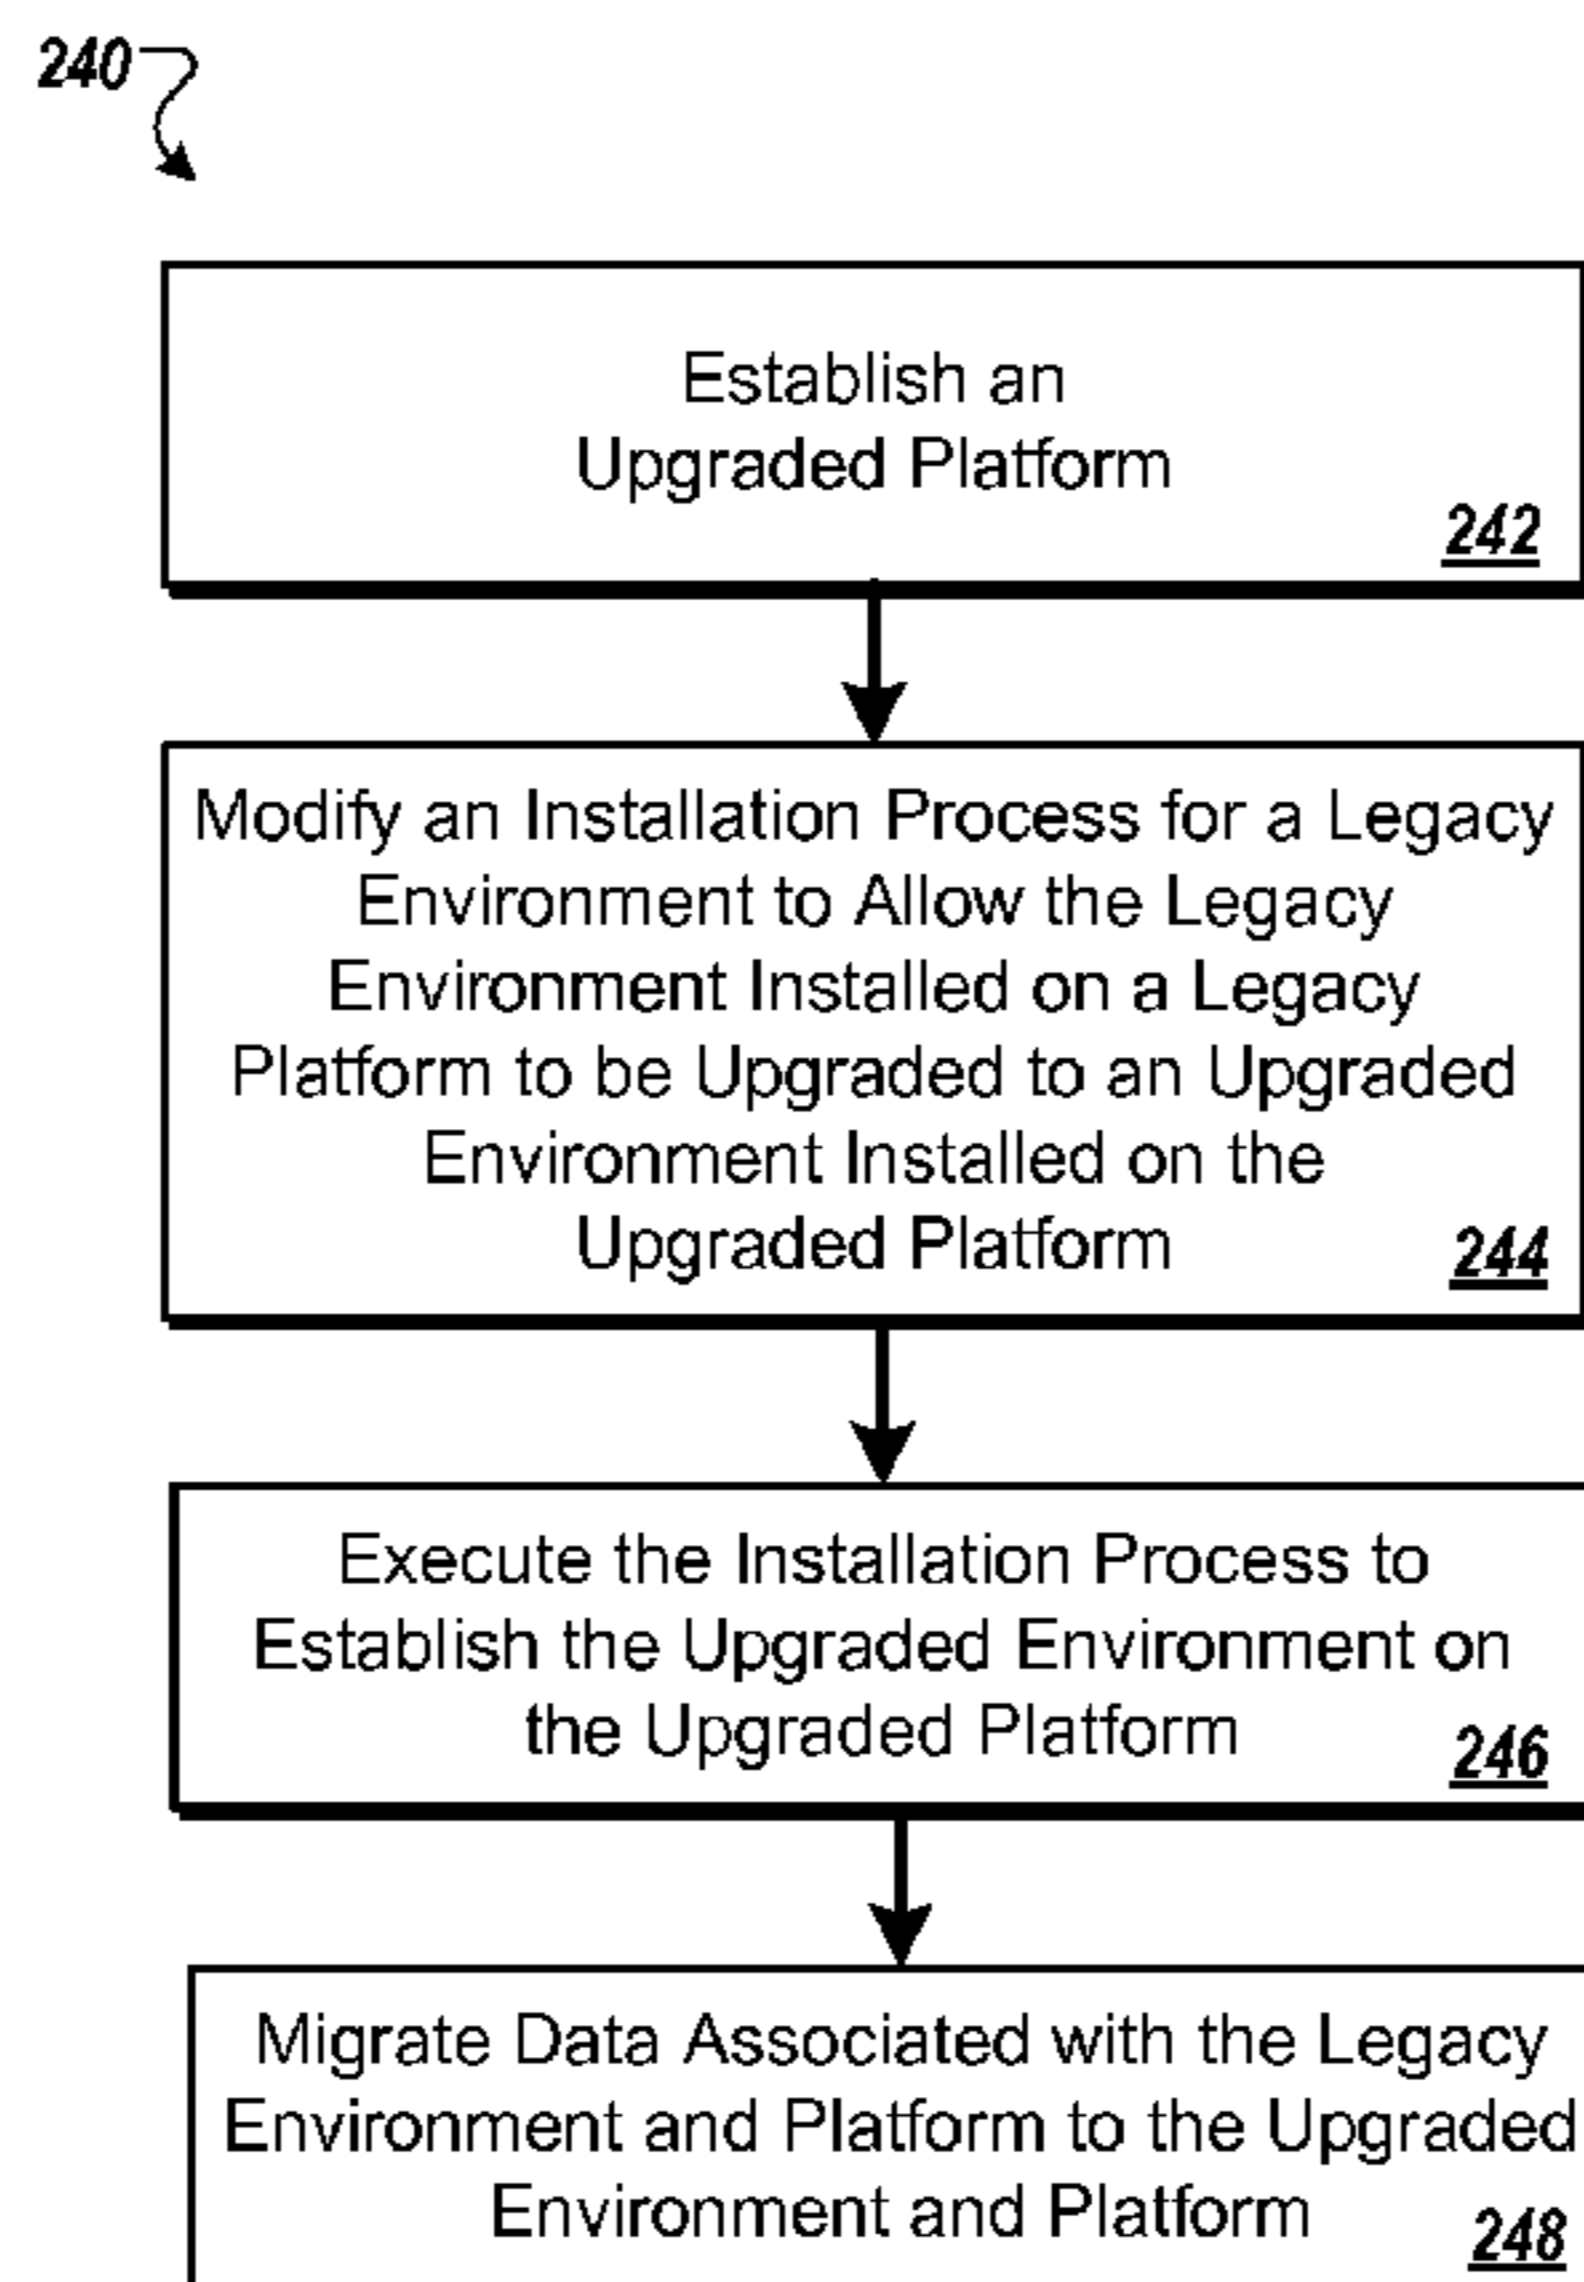 240
Establish an
Upgraded Platform
242
Modify an Installation Process for a Legacy
Environment to Allow the Legacy
Environment Installed on a Legacy
Platform to be Upgraded to an Upgraded
Environment Installed on the
Upgraded Platform
244
Execute the Installation Process to
Establish the Upgraded Environment on
the Upgraded Platform
246
Migrate Data Associated with the Legacy
Environment and Platform to the Upgraded
Environment and Platform
248